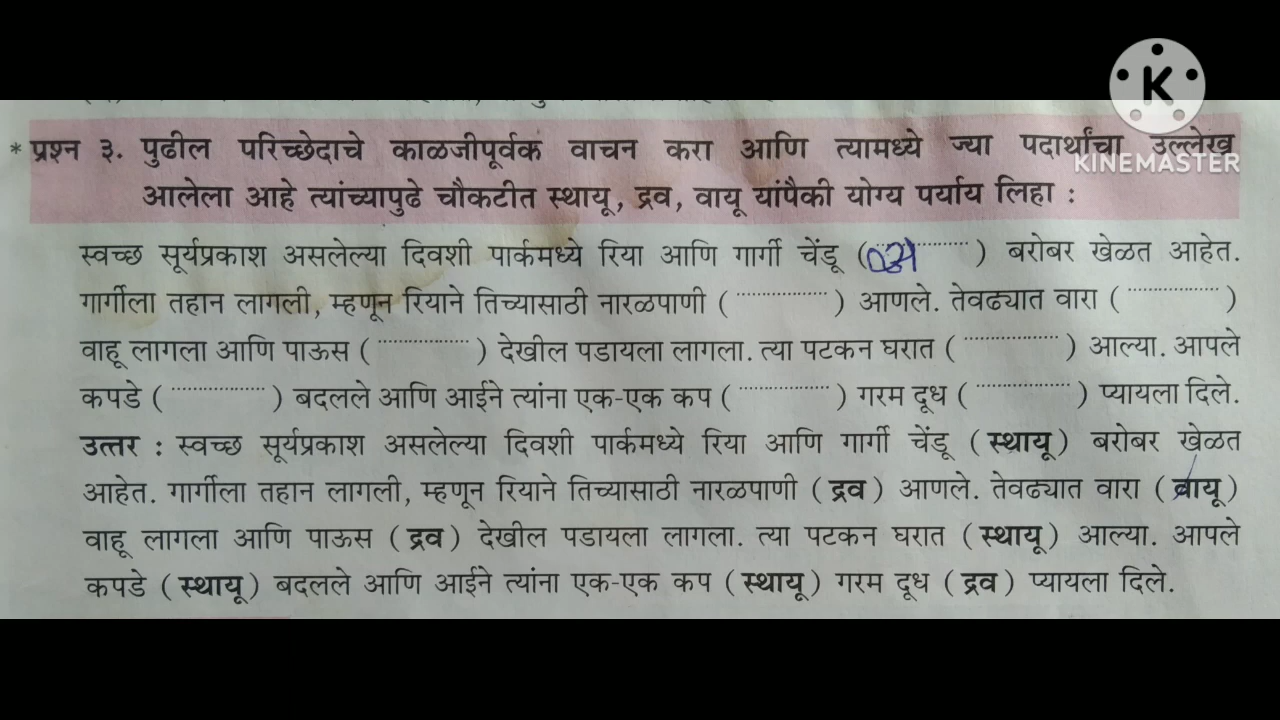 K
KINEMASTER
* प्रश्न ३. पुढील परिच्छेदाचे काळजीपूर्वक वाचन करा आणि त्यामध्ये ज्या पदार्थांचा उल्लेख
आलेला आहे त्यांच्यापुढे चौकटीत स्थायू, द्रव, वायू यांपैकी योग्य पर्याय लिहा :
स्वच्छ सूर्यप्रकाश असलेल्या दिवशी पार्कमध्ये रिया आणि गार्गी चेंडू ( .............. ) बरोबर खेळत आहेत.
गार्गीला तहान लागली, म्हणून रियाने तिच्यासाठी नारळपाणी ( .............. ) आणले. तेवढ्यात वारा ( .............. )
वाहू लागला आणि पाऊस ( .............. ) देखील पडायला लागला. त्या पटकन घरात ( .............. ) आल्या. आपले
कपडे ( .............. ) बदलले आणि आईने त्यांना एक-एक कप ( .............. ) गरम दूध ( .............. ) प्यायला दिले.
उत्तर : स्वच्छ सूर्यप्रकाश असलेल्या दिवशी पार्कमध्ये रिया आणि गार्गी चेंडू ( स्थायू ) बरोबर खेळत
आहेत. गार्गीला तहान लागली, म्हणून रियाने तिच्यासाठी नारळपाणी ( द्रव ) आणले. तेवढ्यात वारा ( वायू )
वाहू लागला आणि पाऊस ( द्रव ) देखील पडायला लागला. त्या पटकन घरात ( स्थायू ) आल्या. आपले
कपडे ( स्थायू ) बदलले आणि आईने त्यांना एक-एक कप ( स्थायू ) गरम दूध ( द्रव ) प्यायला दिले.